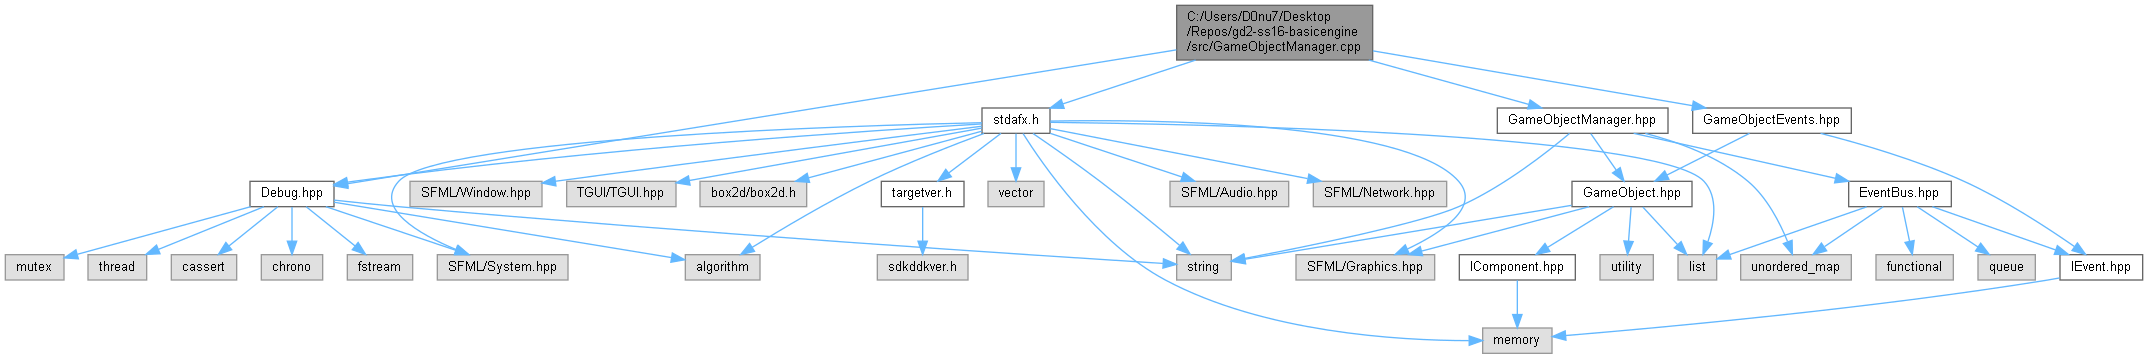 C:/Users/D0nu7/Desktop
/Repos/gd2-ss16-basicengine
/src/GameObjectManager.cpp
stdafx.h
GameObjectManager.hpp
GameObjectEvents.hpp
Debug.hpp
SFML/Window.hpp
TGUI/TGUI.hpp
box2d/box2d.h
targetver.h
vector
SFML/Audio.hpp
SFML/Network.hpp
GameObject.hpp
EventBus.hpp
mutex
thread
cassert
chrono
fstream
SFML/System.hpp
algorithm
sdkddkver.h
string
SFML/Graphics.hpp
IComponent.hpp
utility
list
unordered_map
functional
queue
IEvent.hpp
memory